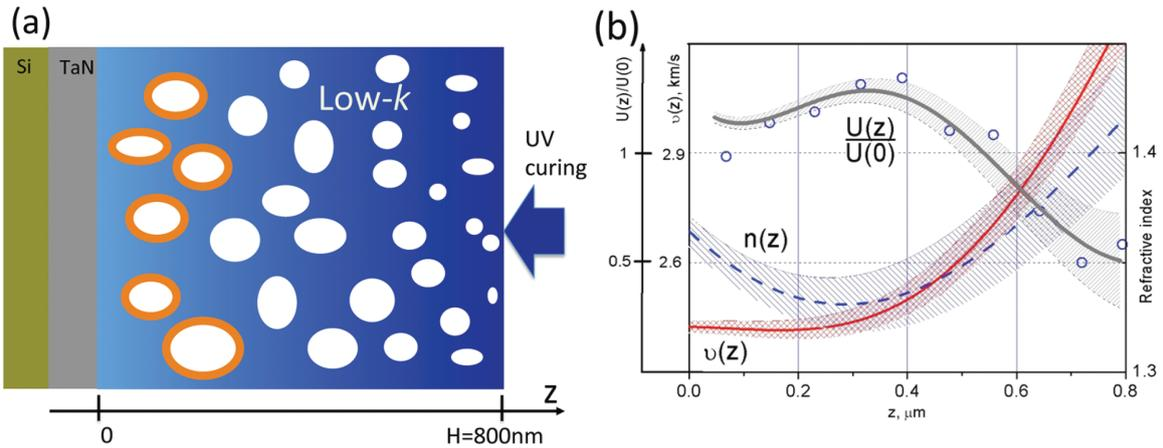 (a)
Si
TaN
Low-k
UV
curing
z
0
H=800nm
(b)
U(z)/U(0)
υ(z), km/s
1
2.9
0.5
2.6
U(z)
U(0)
n(z)
υ(z)
1.4
1.3
Refractive index
0.0
0.2
0.4
0.6
0.8
z, μm